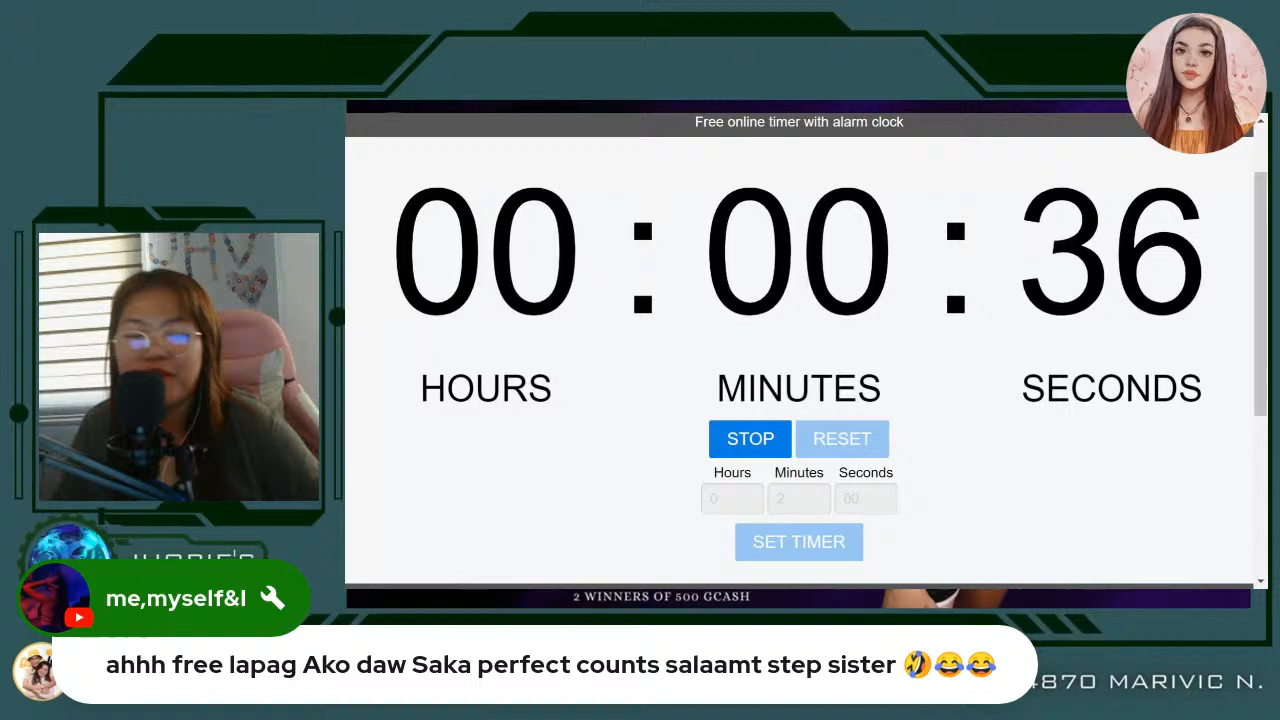 Free online timer with alarm clock
00 : 00 : 36
HOURS MINUTES SECONDS
STOP RESET
Hours Minutes Seconds
0 2 00
SET TIMER
2 WINNERS OF 500 GCASH
me,myself&I
ahhh free lapag Ako daw Saka perfect counts salaamt step sister 🤣😂😂
4870 MARIVIC N.